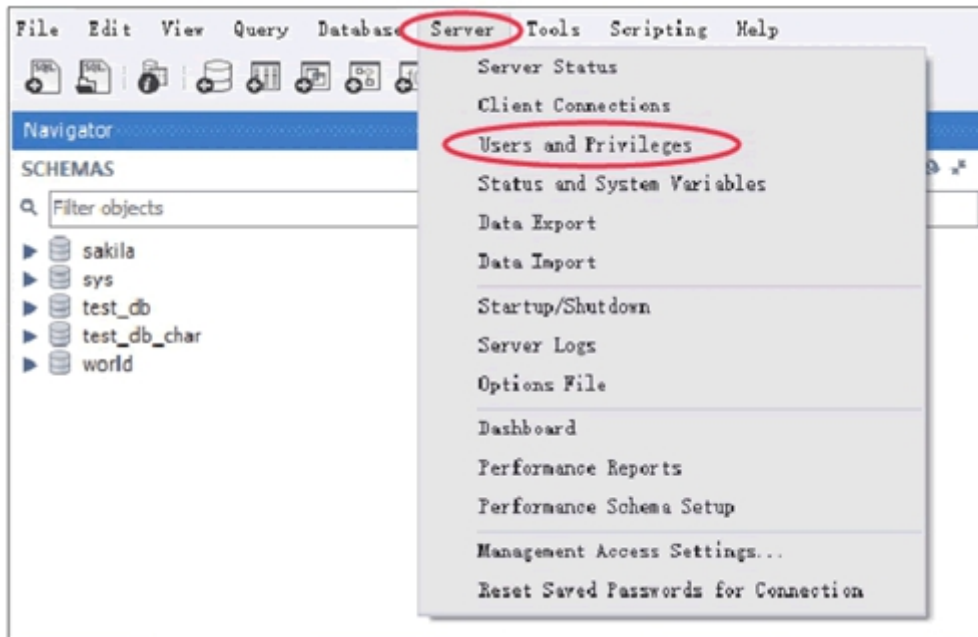 File Edit View Query Database Server Tools Scripting Help
Server Status
Client Connections
Users and Privileges
Status and System Variables
Data Export
Data Import
Startup/Shutdown
Server Logs
Options File
Dashboard
Performance Reports
Performance Schema Setup
Management Access Settings...
Reset Saved Passwords for Connection
Navigator
SCHEMAS
Filter objects
sakila
sys
test_db
test_db_char
world